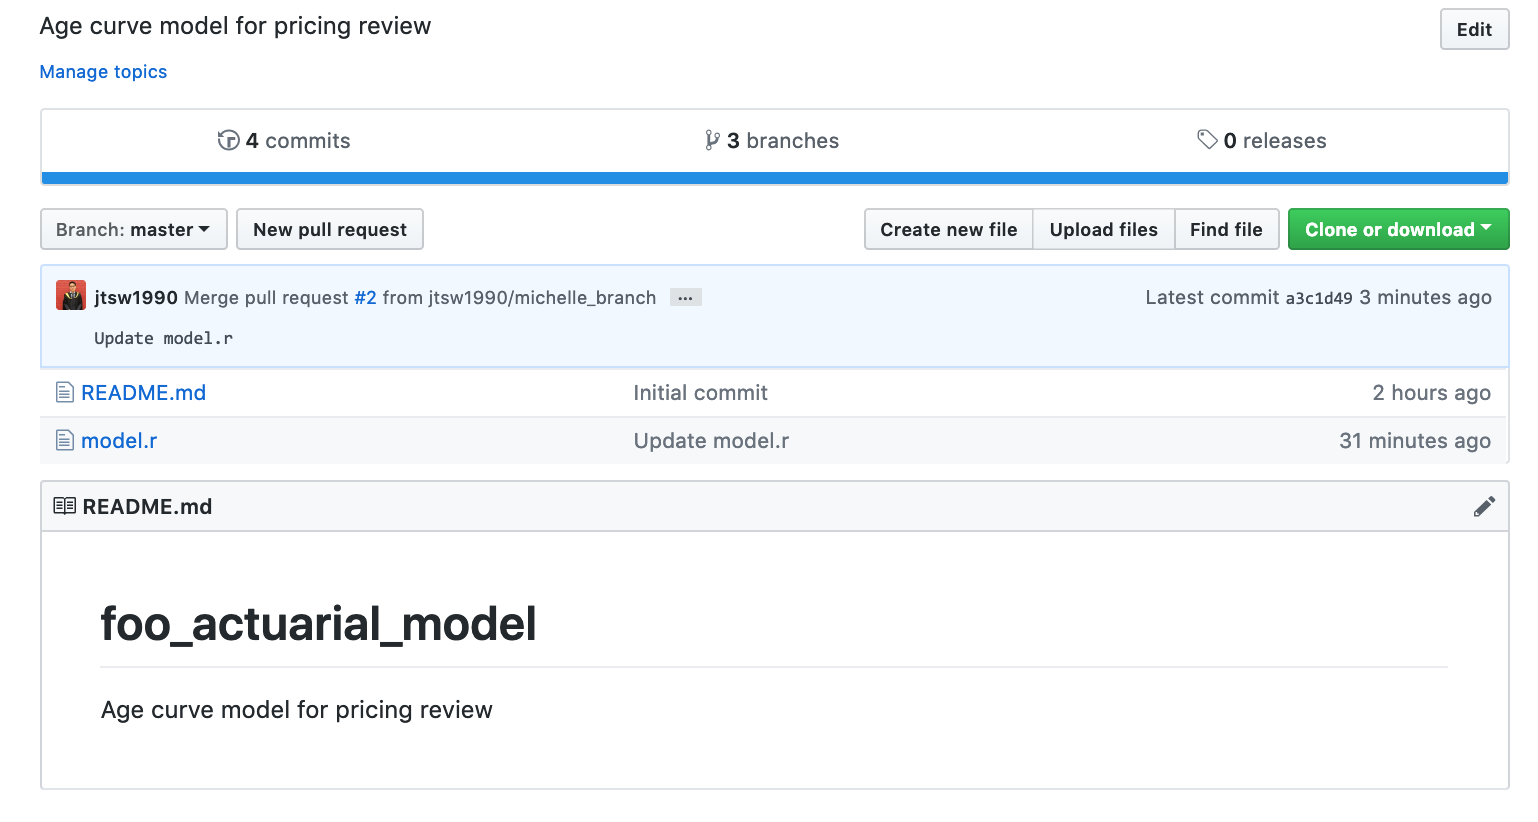 Age curve model for pricing review
Edit
Manage topics
4 commits
3 branches
0 releases
Branch: master
New pull request
Create new file
Upload files
Find file
Clone or download
jtsw1990 Merge pull request #2 from jtsw1990/michelle_branch ...
Latest commit a3c1d49 3 minutes ago
Update model.r
README.md
Initial commit
2 hours ago
model.r
Update model.r
31 minutes ago
README.md
foo_actuarial_model
Age curve model for pricing review